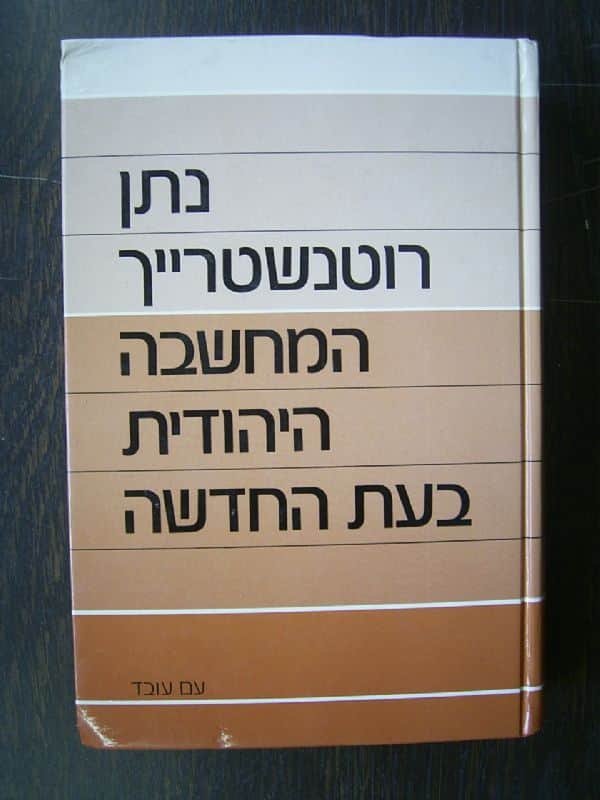 נתן
רוטנשטרייך
המחשבה
היהודית
בעת החדשה
עם עובד